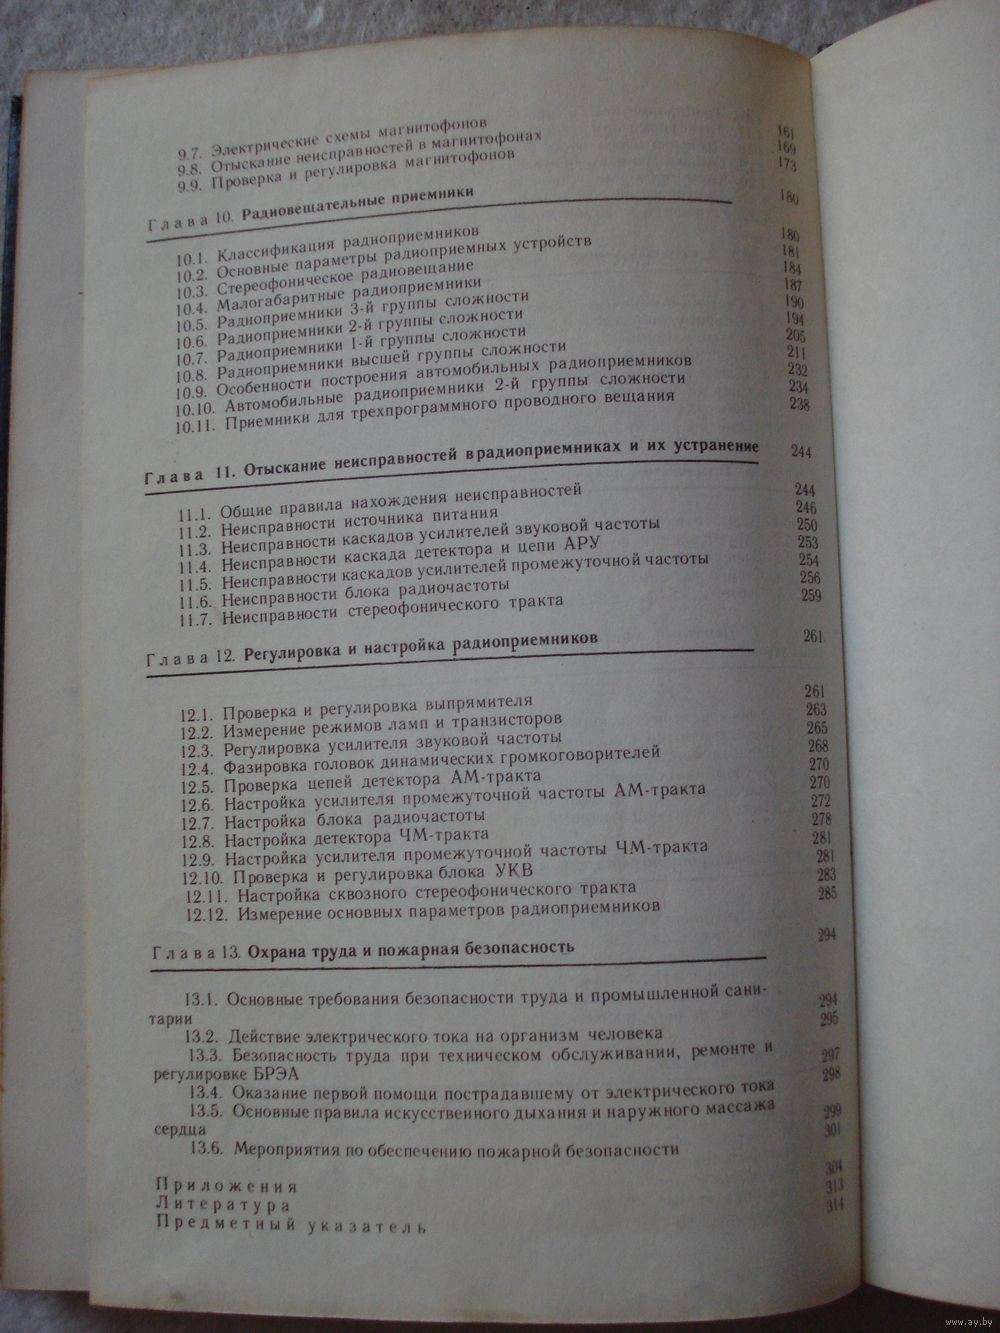 9.7. Электрические схемы магнитофонов 161
9.8. Отыскание неисправностей в магнитофонах 169
9.9. Проверка и регулировка магнитофонов 173
Глава 10. Радиовещательные приемники 180
10.1. Классификация радиоприемников 180
10.2. Основные параметры радиоприемных устройств 181
10.3. Стереофоническое радиовещание 184
10.4. Малогабаритные радиоприемники 187
10.5. Радиоприемники 3-й группы сложности 190
10.6. Радиоприемники 2-й группы сложности 194
10.7. Радиоприемники 1-й группы сложности 205
10.8. Радиоприемники высшей группы сложности 211
10.9. Особенности построения автомобильных радиоприемников 232
10.10. Автомобильные радиоприемники 2-й группы сложности 234
10.11. Приемники для трехпрограммного проводного вещания 238
Глава 11. Отыскание неисправностей в радиоприемниках и их устранение 244
11.1. Общие правила нахождения неисправностей 244
11.2. Неисправности источника питания 246
11.3. Неисправности каскадов усилителей звуковой частоты 250
11.4. Неисправности каскада детектора и цепи АРУ 253
11.5. Неисправности каскадов усилителей промежуточной частоты 254
11.6. Неисправности блока радиочастоты 256
11.7. Неисправности стереофонического тракта 259
Глава 12. Регулировка и настройка радиоприемников 261
12.1. Проверка и регулировка выпрямителя 261
12.2. Измерение режимов ламп и транзисторов 263
12.3. Регулировка усилителя звуковой частоты 265
12.4. Фазировка головок динамических громкоговорителей 268
12.5. Проверка цепей детектора АМ-тракта 270
12.6. Настройка усилителя промежуточной частоты АМ-тракта 270
12.7. Настройка блока радиочастоты 272
12.8. Настройка детектора ЧМ-тракта 278
12.9. Настройка усилителя промежуточной частоты ЧМ-тракта 281
12.10. Проверка и регулировка блока УКВ 281
12.11. Настройка сквозного стереофонического тракта 283
12.12. Измерение основных параметров радиоприемников 285
Глава 13. Охрана труда и пожарная безопасность 294
13.1. Основные требования безопасности труда и промышленной сани-
тарии 294
13.2. Действие электрического тока на организм человека 295
13.3. Безопасность труда при техническом обслуживании, ремонте и
регулировке БРЭА 297
13.4. Оказание первой помощи пострадавшему от электрического тока 298
13.5. Основные правила искусственного дыхания и наружного массажа
сердца 299
13.6. Мероприятия по обеспечению пожарной безопасности 301
Приложения 304
Литература 313
Предметный указатель 314
www.ay.by